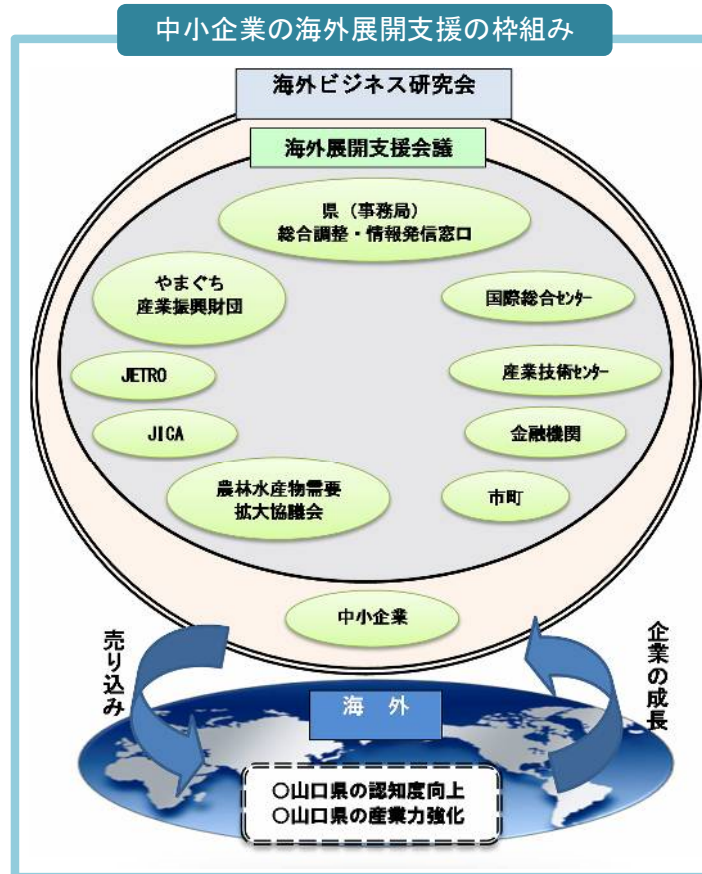 中小企業の海外展開支援の枠組み
海外ビジネス研究会
海外展開支援会議
県（事務局）
総合調整・情報発信窓口
やまぐち
産業振興財団
国際総合ｾﾝﾀｰ
JETRO
産業技術ｾﾝﾀｰ
JICA
金融機関
農林水産物需要
拡大協議会
市町
中小企業
売り込み
企業の成長
海　外
○山口県の認知度向上
○山口県の産業力強化